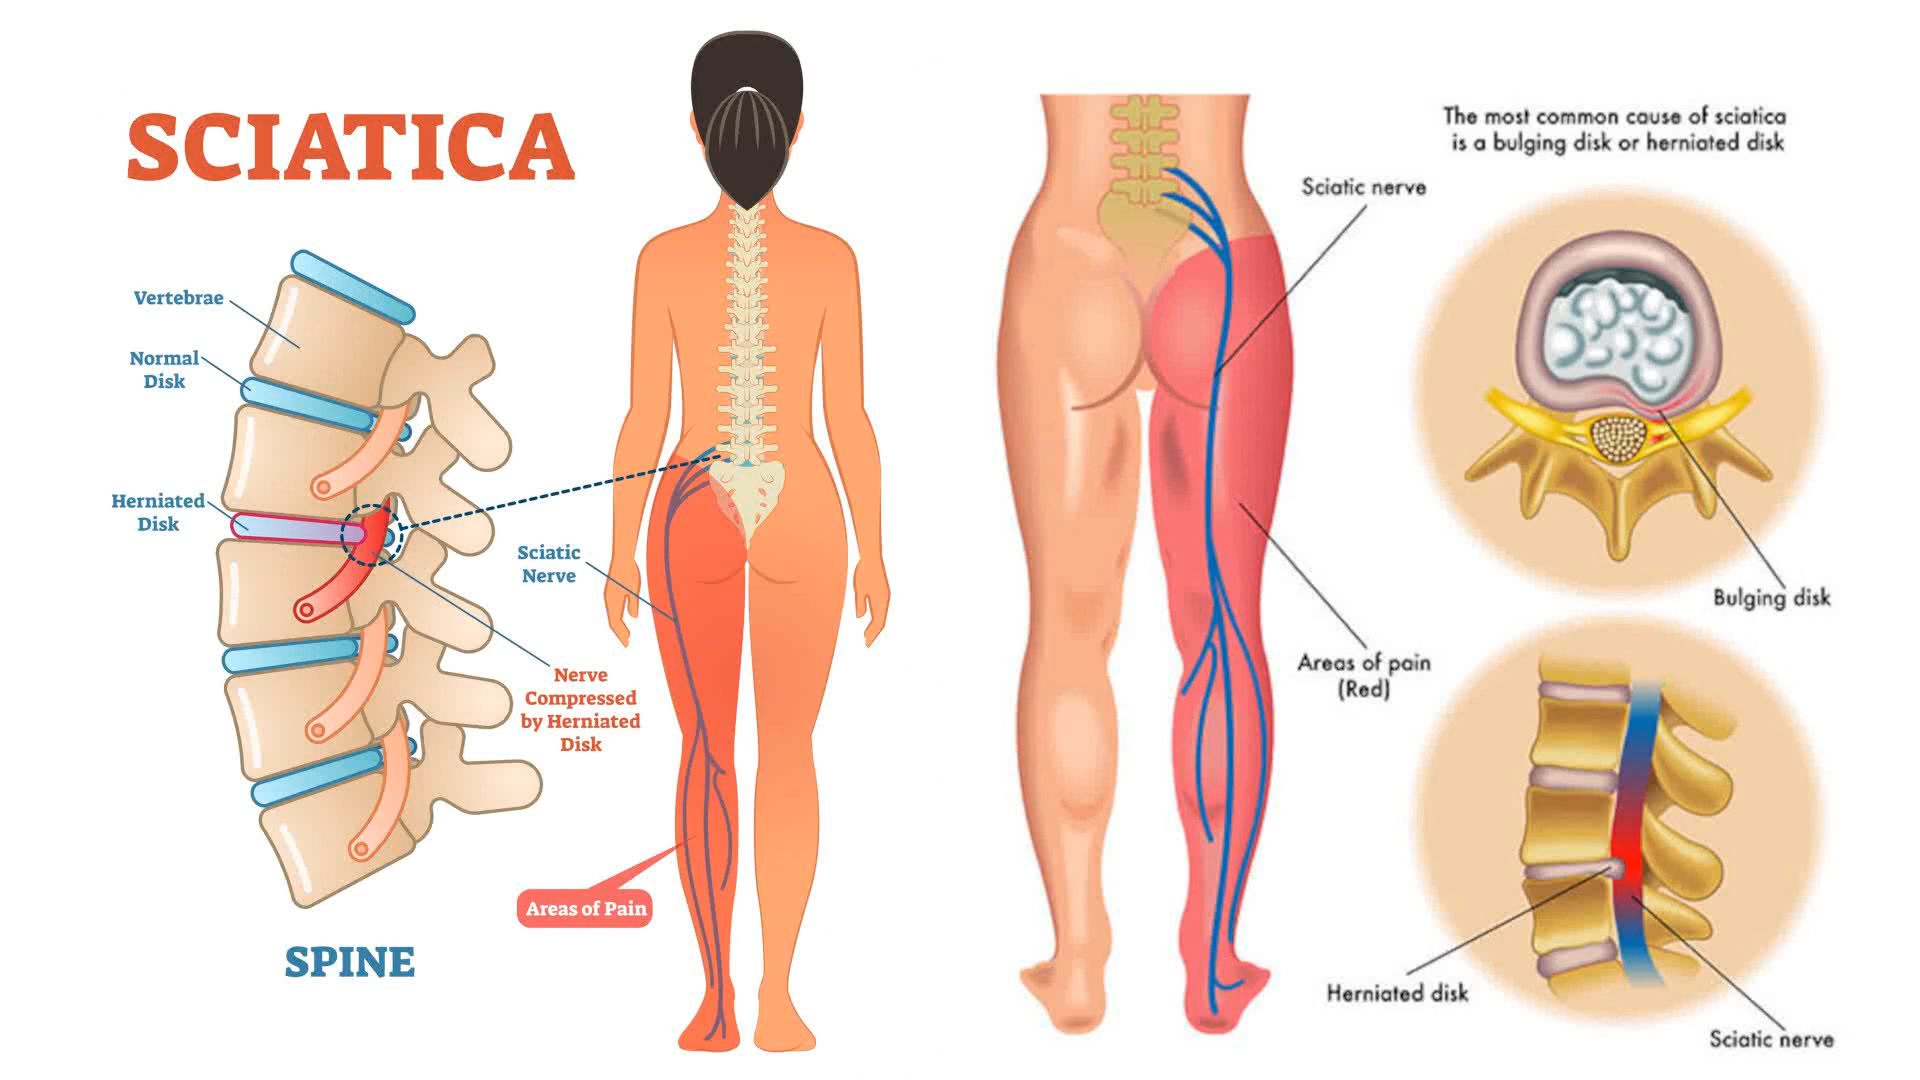 SCIATICA
Vertebrae
Normal
Disk
Herniated
Disk
Sciatic
Nerve
Nerve
Compressed
by Herniated
Disk
Areas of Pain
SPINE
The most common cause of sciatica
is a bulging disk or herniated disk
Sciatic nerve
Bulging disk
Areas of pain
(Red)
Herniated disk
Sciatic nerve